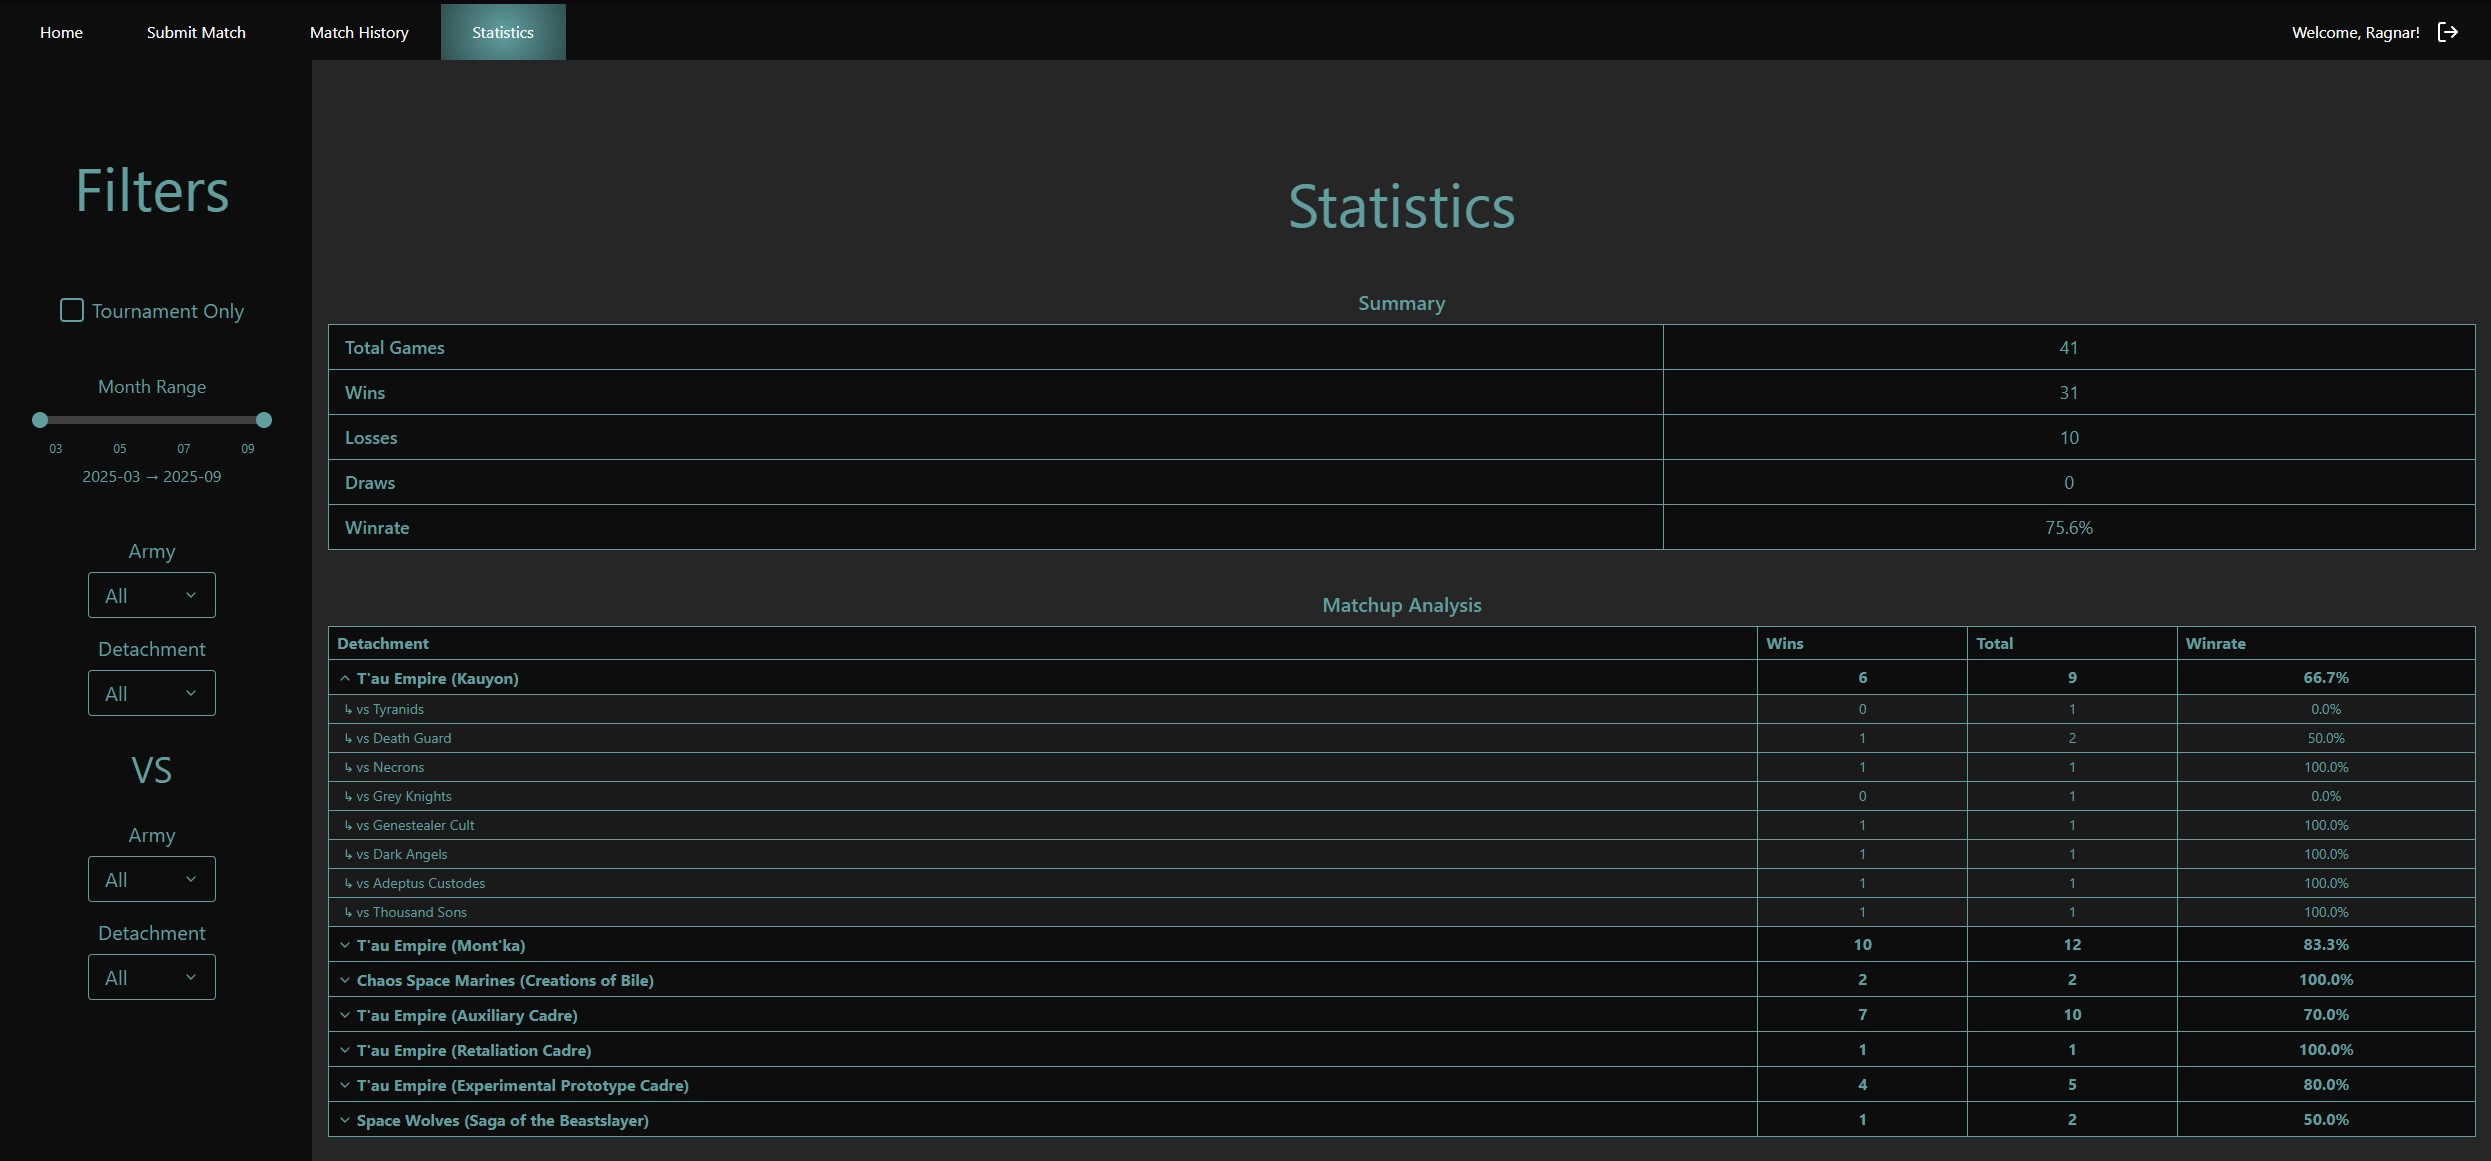 Home Submit Match Match History Statistics Welcome, Ragnar!
Filters
Tournament Only
Month Range
03 05 07 09
2025-03 → 2025-09
Army
All
Detachment
All
VS
Army
All
Detachment
All
Statistics
Summary
Total Games 41
Wins 31
Losses 10
Draws 0
Winrate 75.6%
Matchup Analysis
Detachment Wins Total Winrate
T'au Empire (Kauyon) 6 9 66.7%
↳ vs Tyranids 0 1 0.0%
↳ vs Death Guard 1 2 50.0%
↳ vs Necrons 1 1 100.0%
↳ vs Grey Knights 0 1 0.0%
↳ vs Genestealer Cult 1 1 100.0%
↳ vs Dark Angels 1 1 100.0%
↳ vs Adeptus Custodes 1 1 100.0%
↳ vs Thousand Sons 1 1 100.0%
T'au Empire (Mont'ka) 10 12 83.3%
Chaos Space Marines (Creations of Bile) 2 2 100.0%
T'au Empire (Auxiliary Cadre) 7 10 70.0%
T'au Empire (Retaliation Cadre) 1 1 100.0%
T'au Empire (Experimental Prototype Cadre) 4 5 80.0%
Space Wolves (Saga of the Beastslayer) 1 2 50.0%